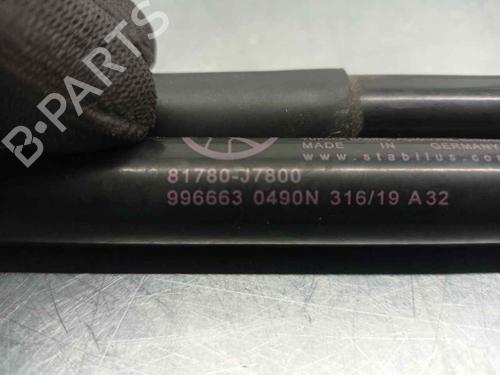 MADE IN GERMANY
www.stabilus.co
81780-J7800
996663 0490N 316/19 A32
B-PARTS